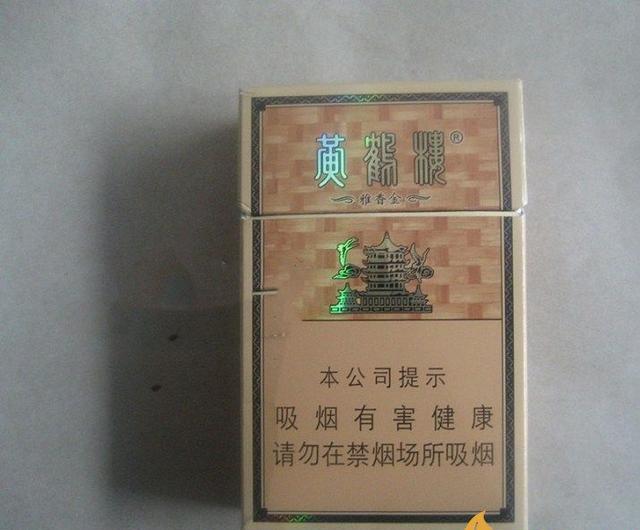 黃鶴樓®
雅香金
本公司提示
吸烟有害健康
请勿在禁烟场所吸烟